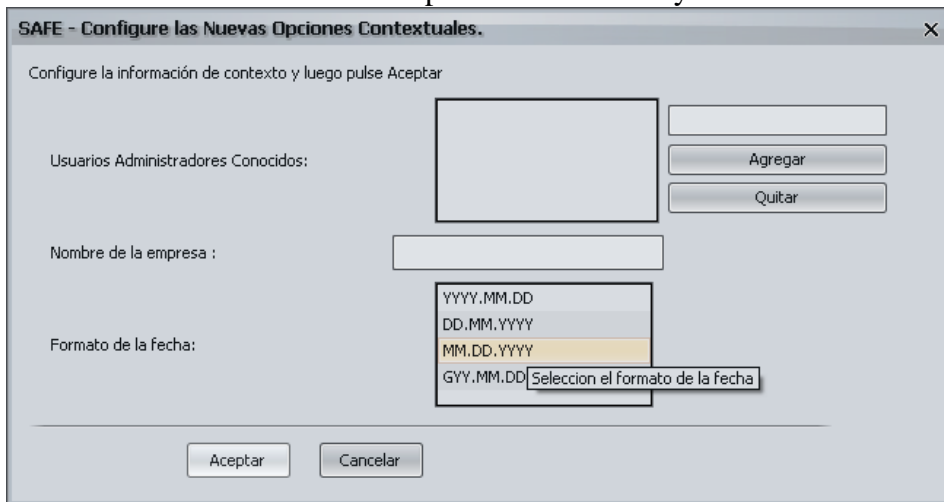 SAFE - Configure las Nuevas Opciones Contextuales.
Configure la información de contexto y luego pulse Aceptar
Usuarios Administradores Conocidos:
Agregar
Quitar
Nombre de la empresa :
Formato de la fecha:
YYYY.MM.DD
DD.MM.YYYY
MM.DD.YYYY
GYY.MM.DD
Seleccion el formato de la fecha
Aceptar
Cancelar